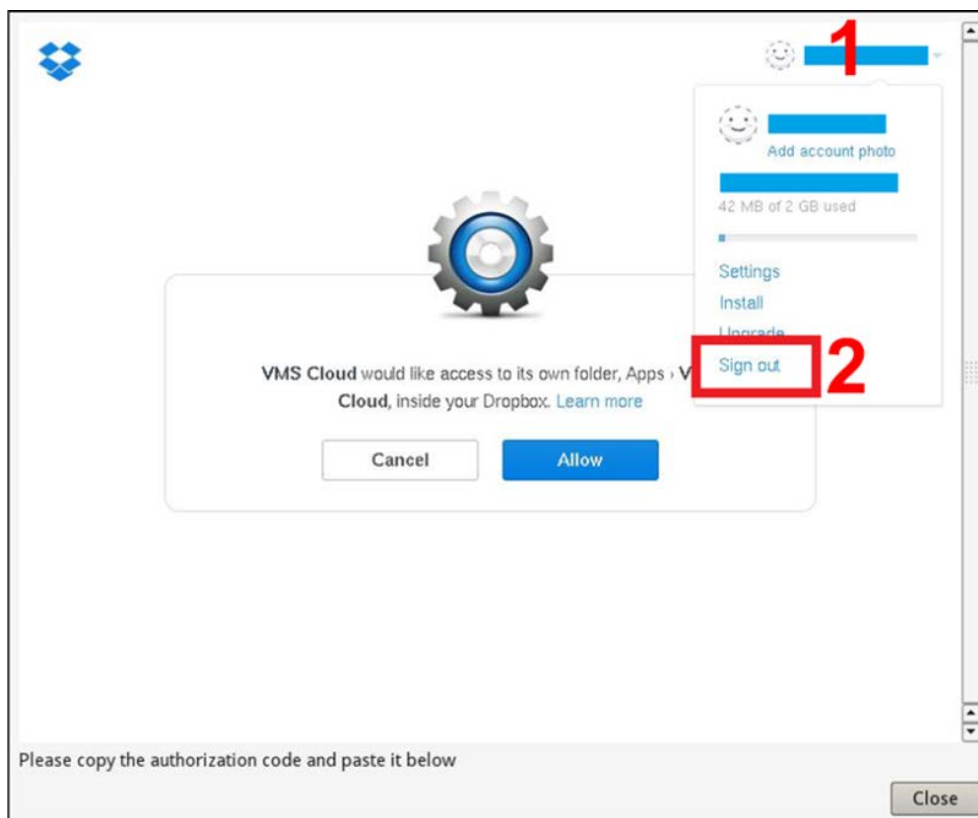 1
Add account photo
42 MB of 2 GB used
Settings
Install
Upgrade
Sign out
2
VMS Cloud would like access to its own folder, Apps › V
Cloud, inside your Dropbox. Learn more
Cancel
Allow
Please copy the authorization code and paste it below
Close